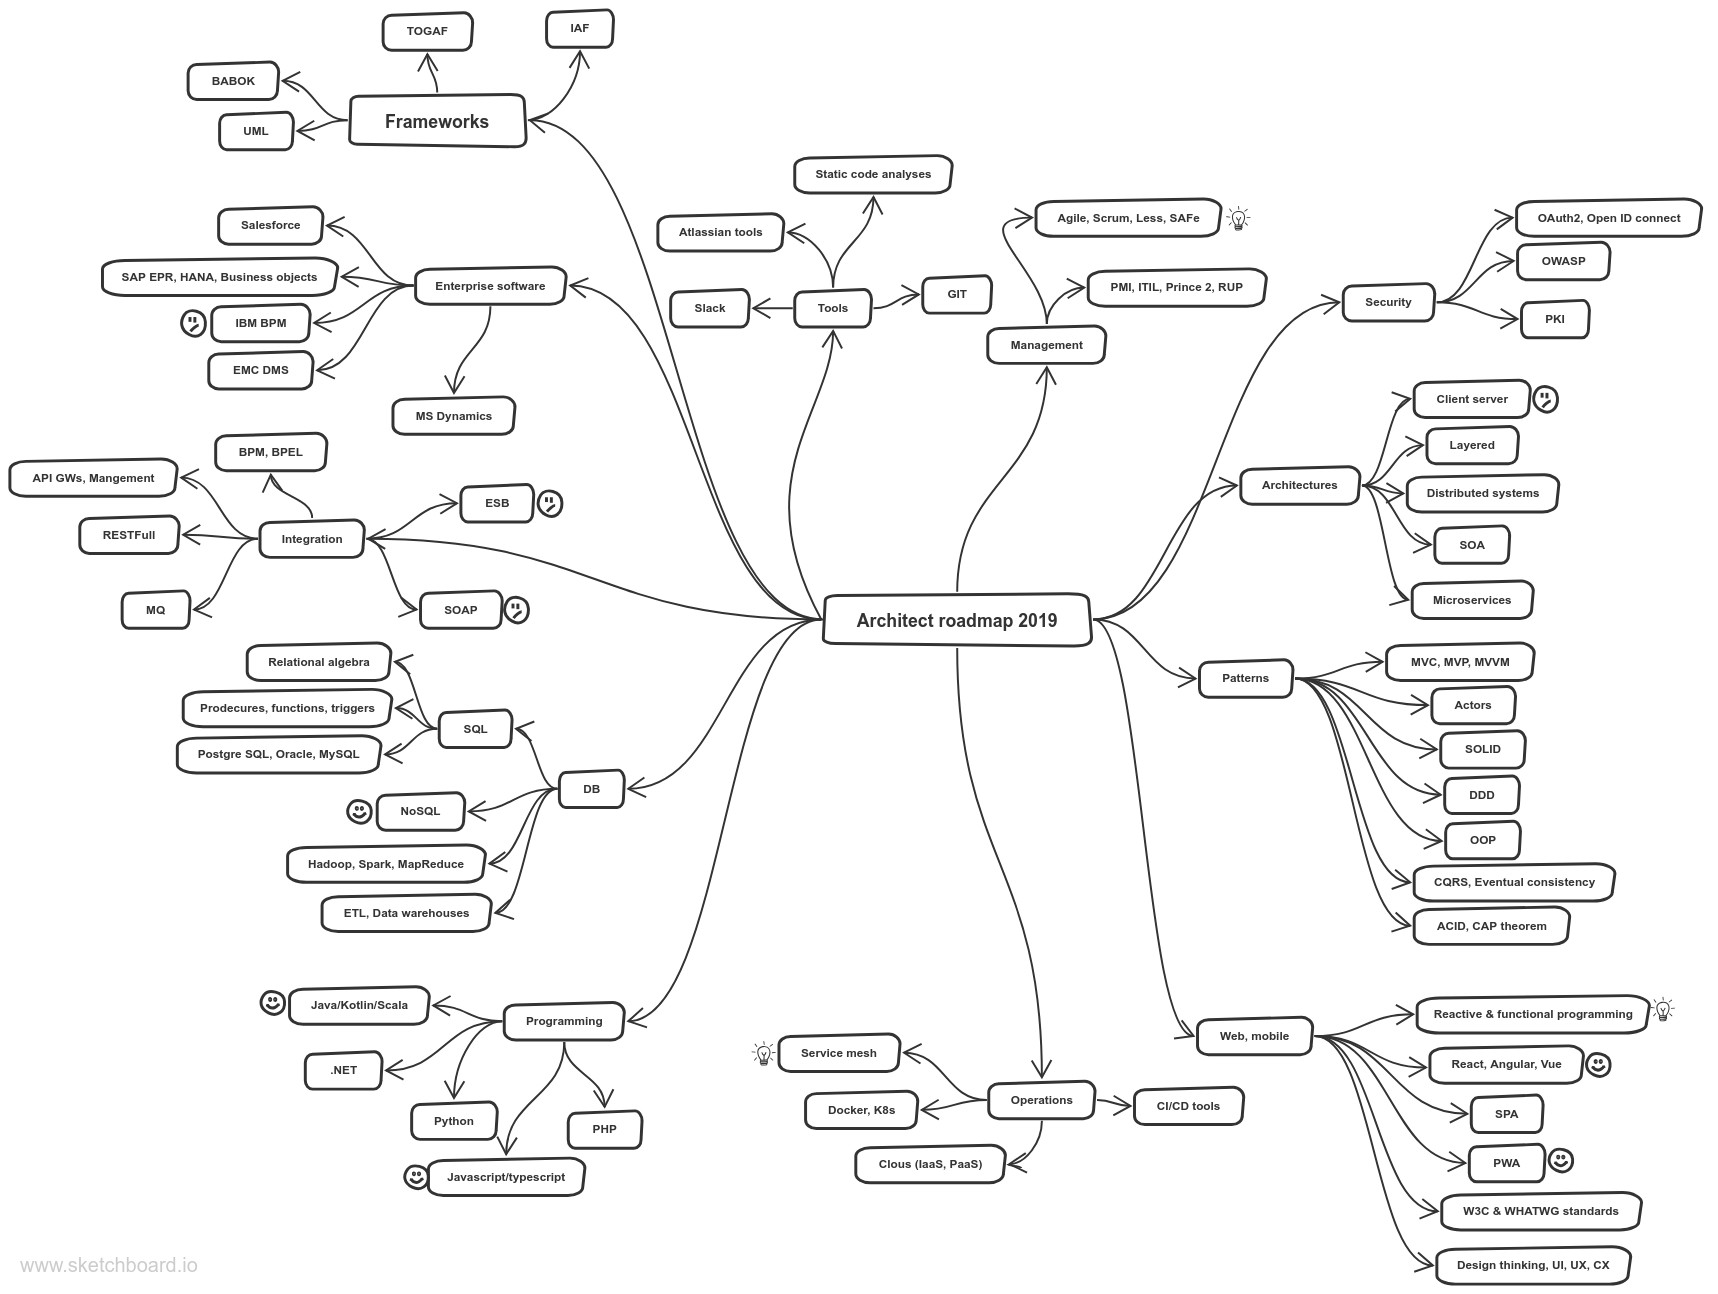 TOGAF
IAF
BABOK
UML
Frameworks
Static code analyses
Atlassian tools
Slack
Tools
GIT
Agile, Scrum, Less, SAFe
PMI, ITIL, Prince 2, RUP
Management
OAuth2, Open ID connect
OWASP
Security
PKI
Salesforce
SAP EPR, HANA, Business objects
IBM BPM
EMC DMS
Enterprise software
MS Dynamics
Client server
Layered
Architectures
Distributed systems
SOA
Microservices
BPM, BPEL
API GWs, Mangement
ESB
RESTFull
Integration
MQ
SOAP
Architect roadmap 2019
Relational algebra
Prodecures, functions, triggers
SQL
Postgre SQL, Oracle, MySQL
DB
NoSQL
Hadoop, Spark, MapReduce
ETL, Data warehouses
Patterns
MVC, MVP, MVVM
Actors
SOLID
DDD
OOP
CQRS, Eventual consistency
ACID, CAP theorem
Java/Kotlin/Scala
Programming
.NET
Python
PHP
Javascript/typescript
Service mesh
Docker, K8s
Operations
CI/CD tools
Clous (IaaS, PaaS)
Web, mobile
Reactive & functional programming
React, Angular, Vue
SPA
PWA
W3C & WHATWG standards
Design thinking, UI, UX, CX
www.sketchboard.io